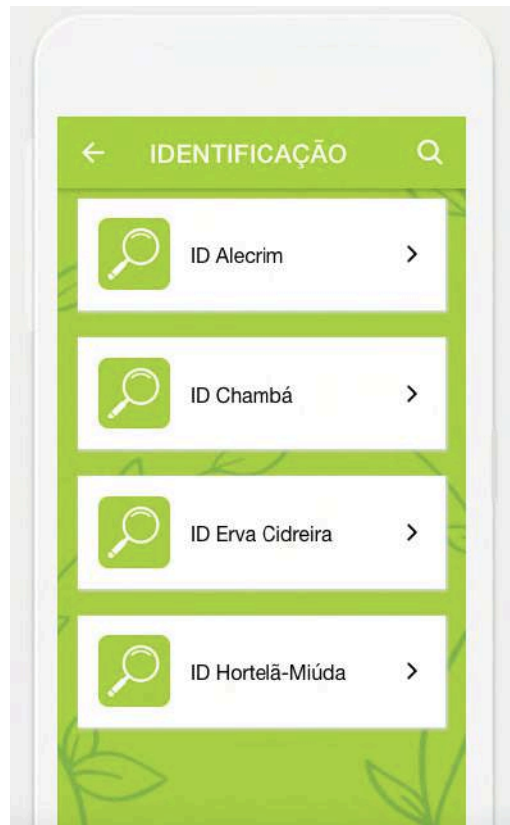 IDENTIFICAÇÃO
ID Alecrim
ID Chambá
ID Erva Cidreira
ID Hortelã-Miúda